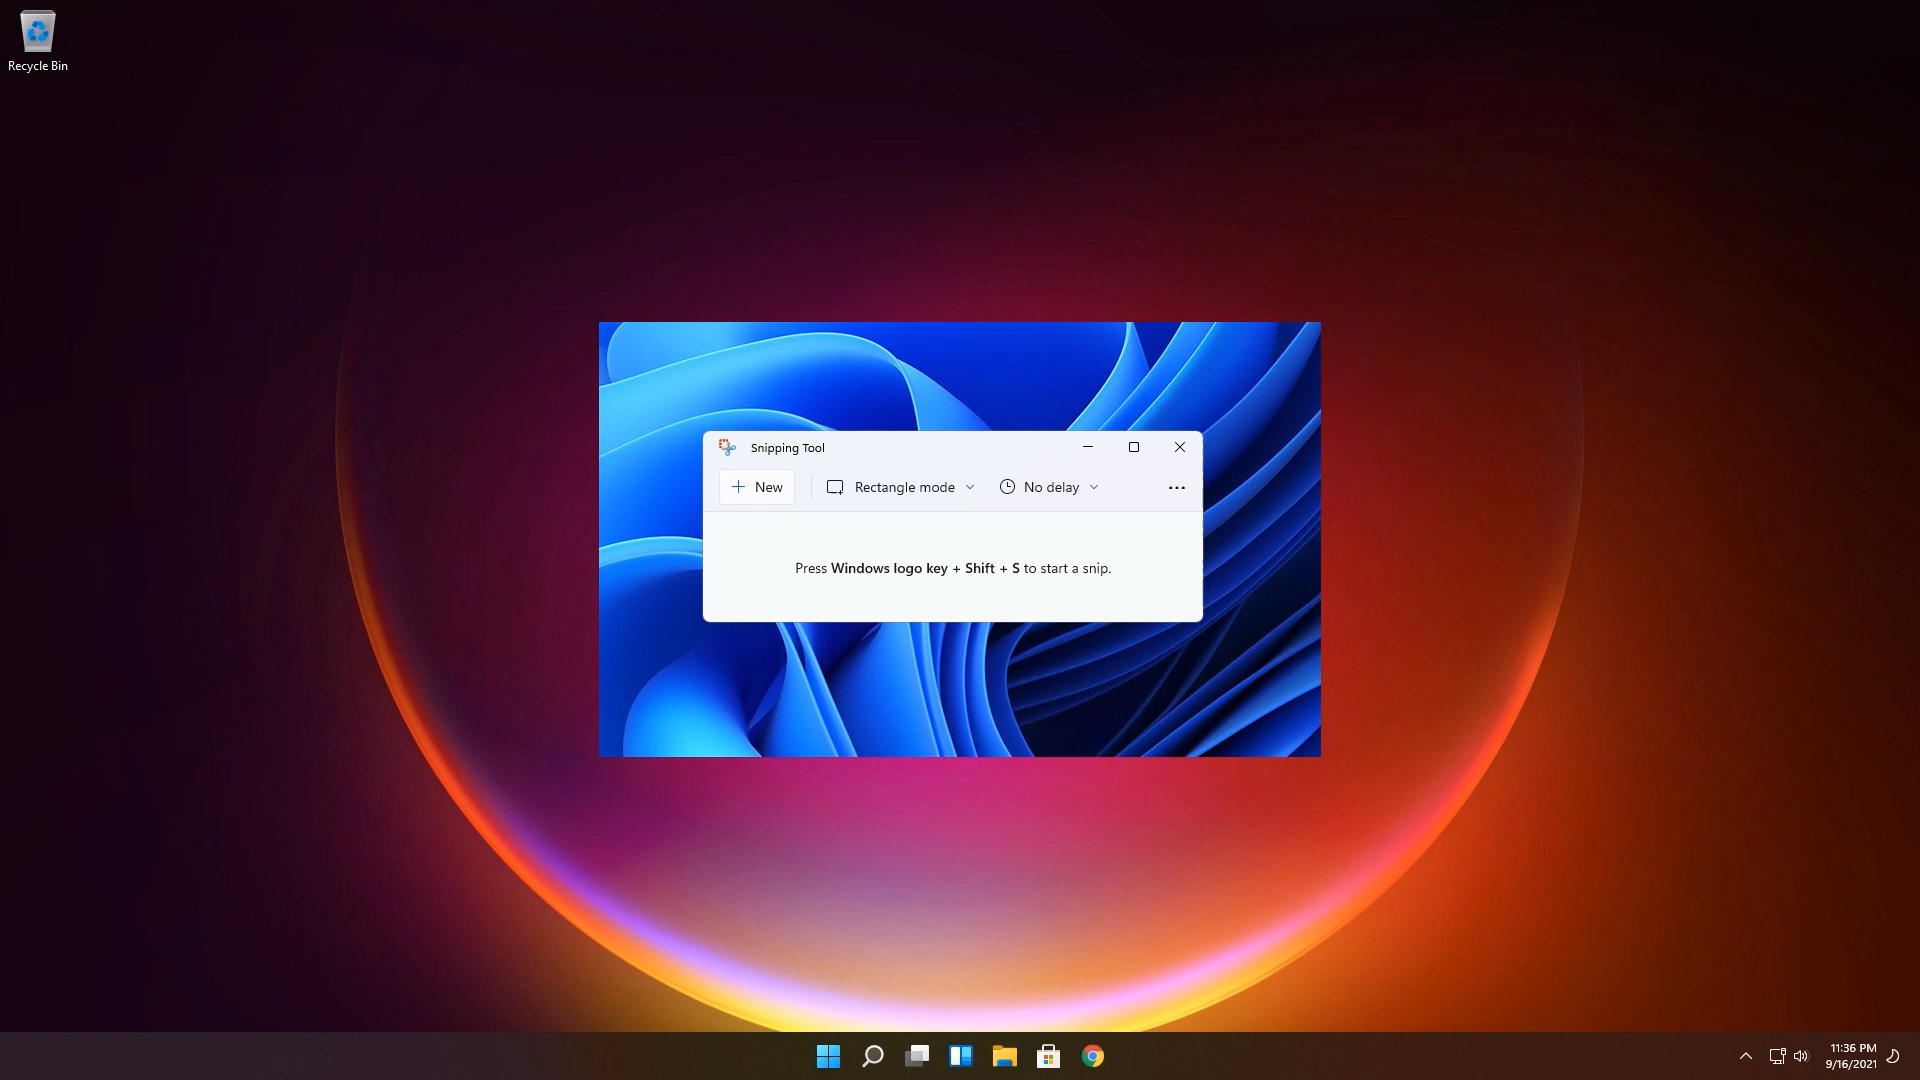 Recycle Bin
Snipping Tool
New
Rectangle mode
No delay
Press Windows logo key + Shift + S to start a snip.
11:36 PM
9/16/2021